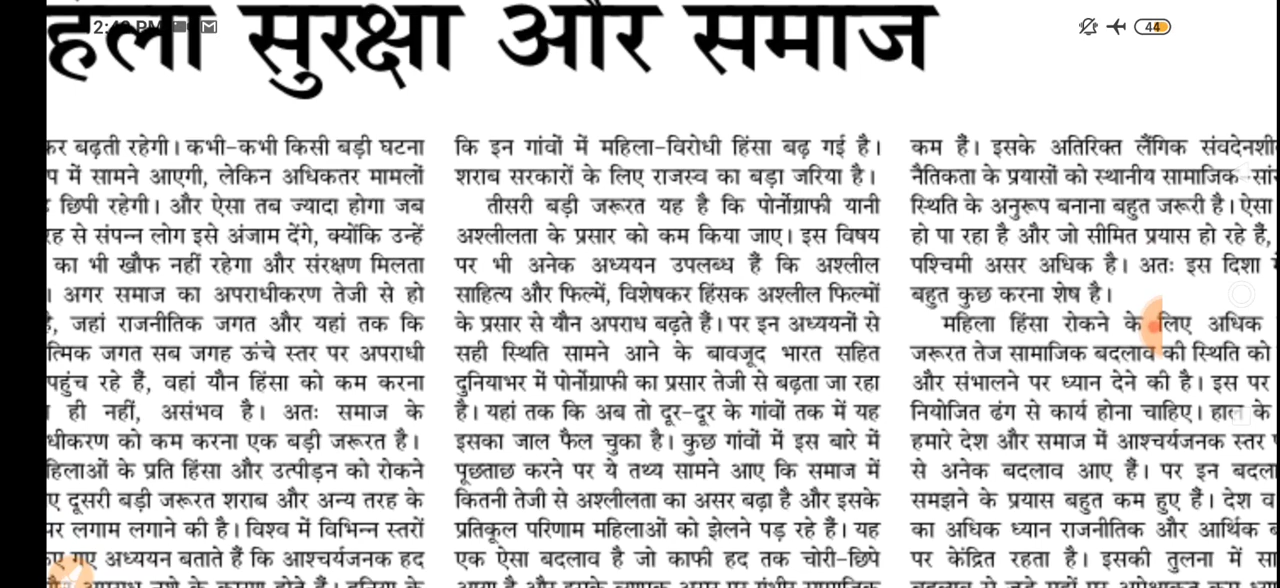 2:4
44
हिला सुरक्षा और समाज
कर बढ़ती रहेगी। कभी-कभी किसी बड़ी घटना
में सामने आएगी, लेकिन अधिकतर मामलों
छिपी रहेगी। और ऐसा तब ज्यादा होगा जब
से संपन्न लोग इसे अंजाम देंगे, क्योंकि उन्हें
का भी खौफ नहीं रहेगा और संरक्षण मिलता
। अगर समाज का अपराधीकरण तेजी से हो
जहां राजनीतिक जगत और यहां तक कि
त्मिक जगत सब जगह ऊंचे स्तर पर अपराधी
पहुंच रहे हैं, वहां यौन हिंसा को कम करना
ही नहीं, असंभव है। अतः समाज के
धीकरण को कम करना एक बड़ी जरूरत है।
हिलाओं के प्रति हिंसा और उत्पीड़न को रोकने
ए दूसरी बड़ी जरूरत शराब और अन्य तरह के
पर लगाम लगाने की है। विश्व में विभिन्न स्तरों
गए अध्ययन बताते हैं कि आश्चर्यजनक हद
कि इन गांवों में महिला-विरोधी हिंसा बढ़ गई है।
शराब सरकारों के लिए राजस्व का बड़ा जरिया है।
तीसरी बड़ी जरूरत यह है कि पोर्नोग्राफी यानी
अश्लीलता के प्रसार को कम किया जाए। इस विषय
पर भी अनेक अध्ययन उपलब्ध हैं कि अश्लील
साहित्य और फिल्में, विशेषकर हिंसक अश्लील फिल्मों
के प्रसार से यौन अपराध बढ़ते हैं। पर इन अध्ययनों से
सही स्थिति सामने आने के बावजूद भारत सहित
दुनियाभर में पोर्नोग्राफी का प्रसार तेजी से बढ़ता जा रहा
है। यहां तक कि अब तो दूर-दूर के गांवों तक में यह
इसका जाल फैल चुका है। कुछ गांवों में इस बारे में
पूछताछ करने पर ये तथ्य सामने आए कि समाज में
कितनी तेजी से अश्लीलता का असर बढ़ा है और इसके
प्रतिकूल परिणाम महिलाओं को झेलने पड़ रहे हैं। यह
एक ऐसा बदलाव है जो काफी हद तक चोरी-छिपे
कम हैं। इसके अतिरिक्त लैंगिक संवदेनशी
नैतिकता के प्रयासों को स्थानीय सामाजिक-सां
स्थिति के अनुरूप बनाना बहुत जरूरी है। ऐसा
हो पा रहा है और जो सीमित प्रयास हो रहे हैं,
पश्चिमी असर अधिक है। अतः इस दिशा
बहुत कुछ करना शेष है।
महिला हिंसा रोकने के लिए अधिक
जरूरत तेज सामाजिक बदलाव की स्थिति को
और संभालने पर ध्यान देने की है। इस पर
नियोजित ढंग से कार्य होना चाहिए। हाल के
हमारे देश और समाज में आश्चर्यजनक स्तर
से अनेक बदलाव आए हैं। पर इन बदला
समझने के प्रयास बहुत कम हुए हैं। देश व
का अधिक ध्यान राजनीतिक और आर्थिक
पर केंद्रित रहता है। इसकी तुलना में सा